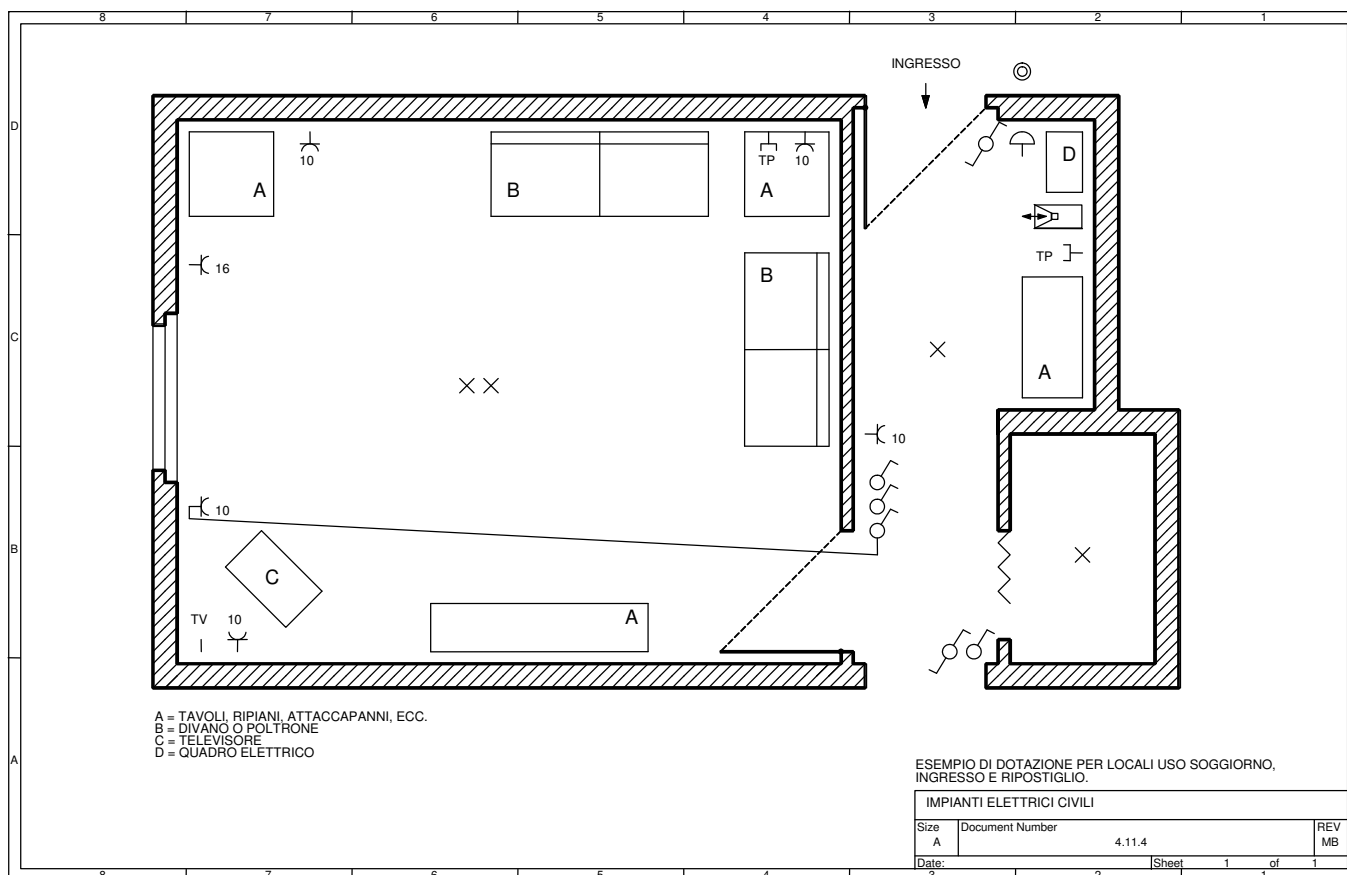 8 7 6 5 4 3 2 1
INGRESSO
D
10
TP 10
D
A
B
A
16
B
TP
C
A
10
10
B
C
TV 10
A
A = TAVOLI, RIPIANI, ATTACCAPANNI, ECC.
B = DIVANO O POLTRONE
C = TELEVISORE
D = QUADRO ELETTRICO
A
ESEMPIO DI DOTAZIONE PER LOCALI USO SOGGIORNO,
INGRESSO E RIPOSTIGLIO.
IMPIANTI ELETTRICI CIVILI
Size Document Number REV
A 4.11.4 MB
Date: Sheet 1 of 1
8 7 6 5 4 3 2 1